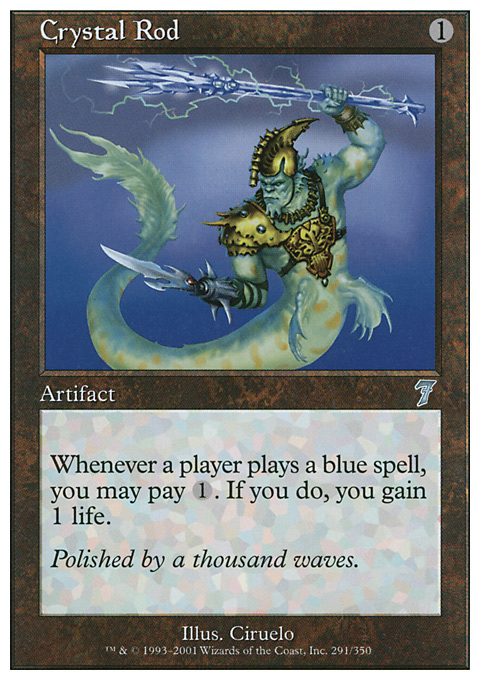 Crystal Rod 1
Artifact 7
Whenever a player plays a blue spell,
you may pay 1. If you do, you gain
1 life.
Polished by a thousand waves.
Illus. Ciruelo
™ & © 1993-2001 Wizards of the Coast, Inc. 291/350